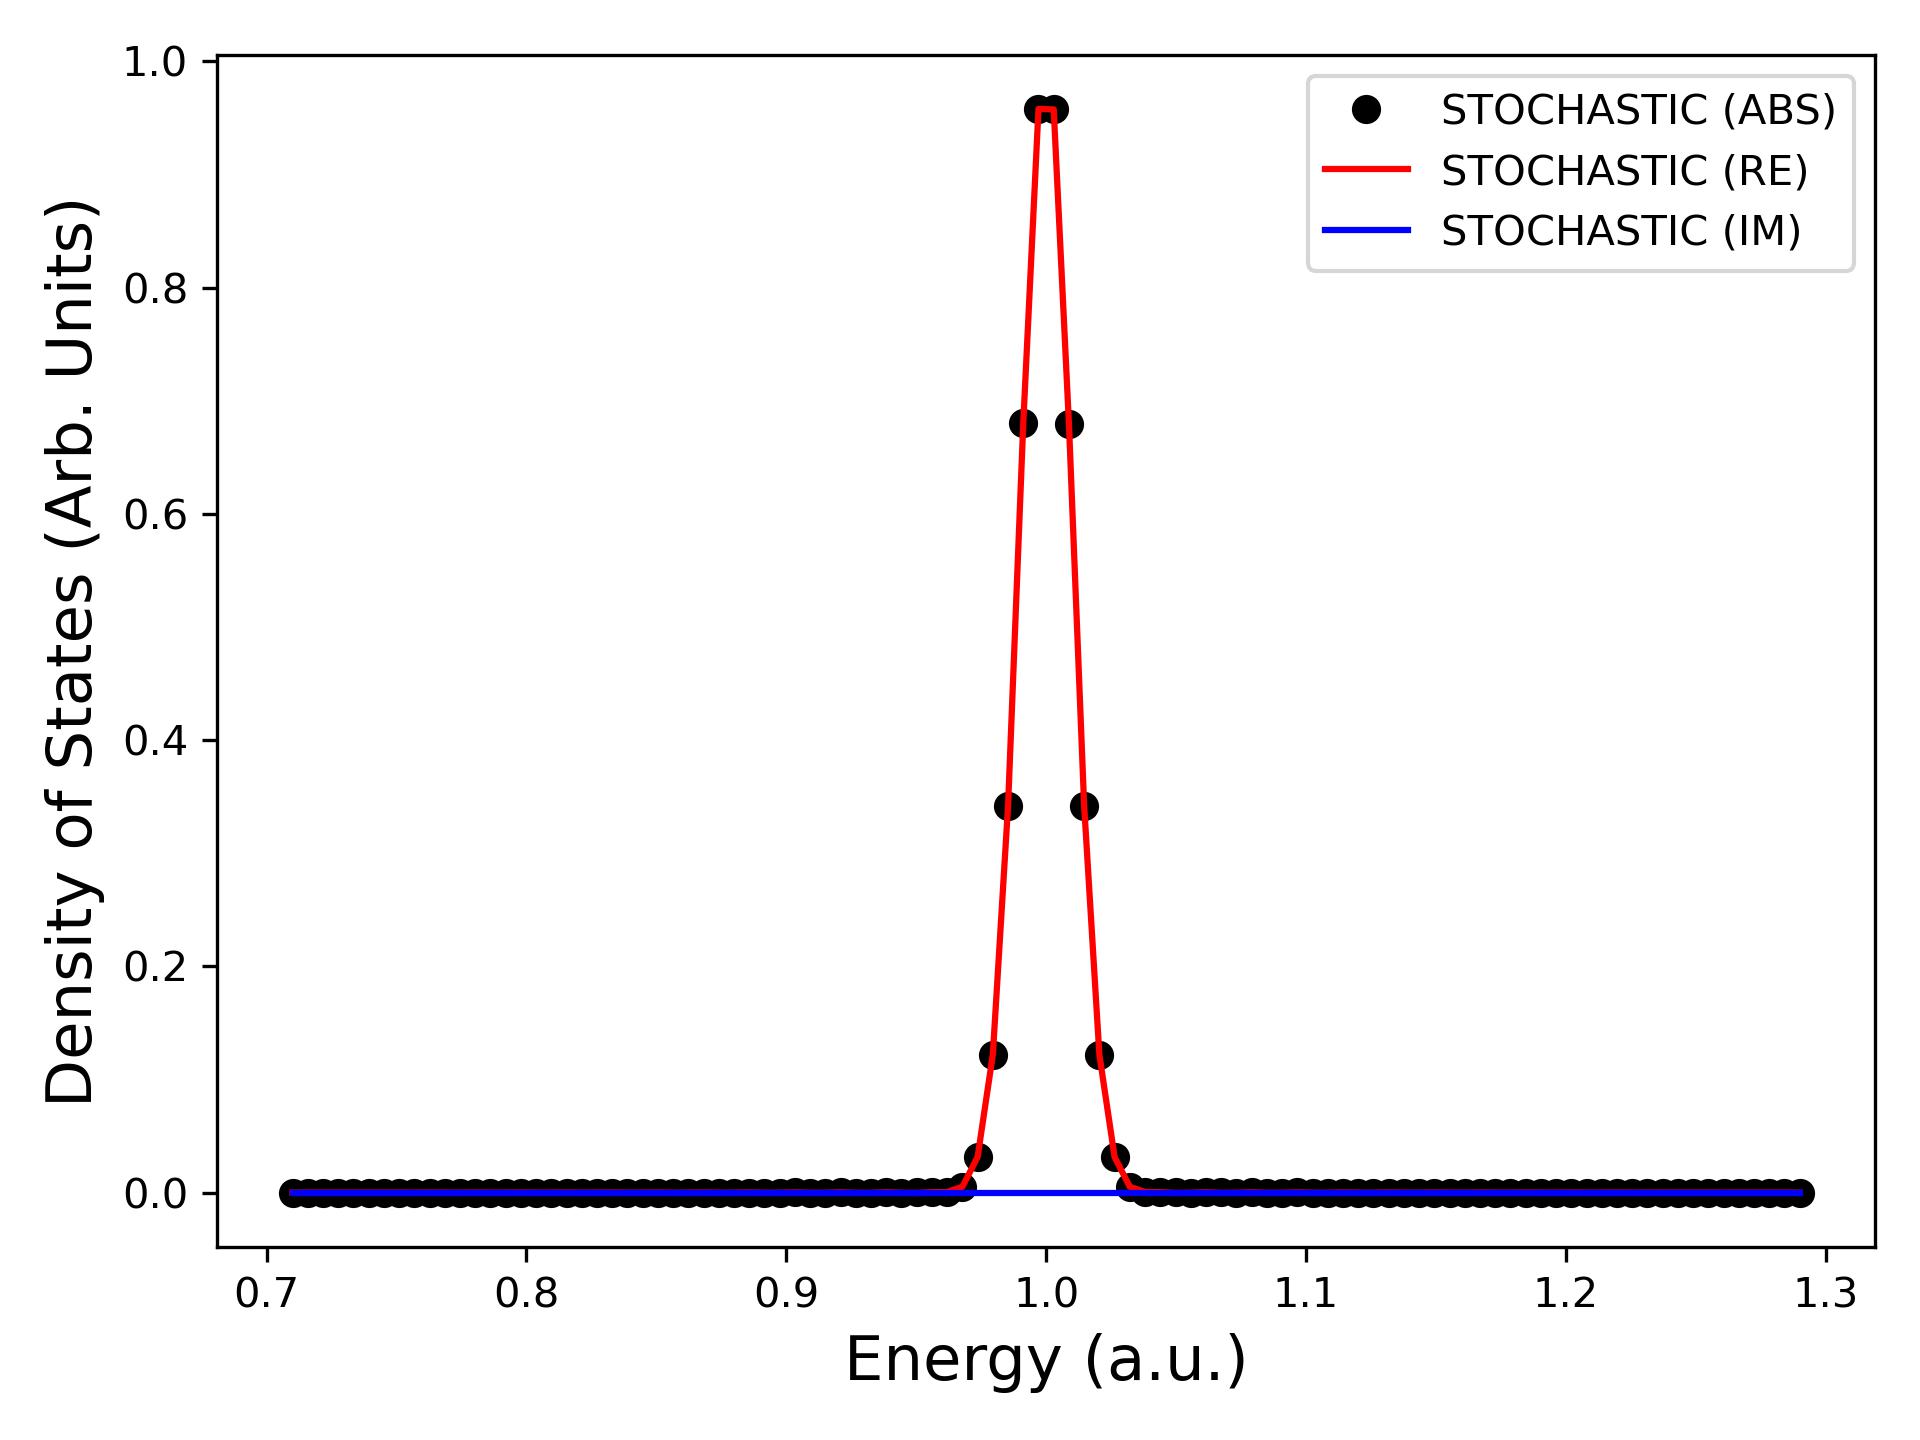 1.0
0.8
0.6
0.4
0.2
0.0
Density of States (Arb. Units)
STOCHASTIC (ABS)
STOCHASTIC (RE)
STOCHASTIC (IM)
0.7 0.8 0.9 1.0 1.1 1.2 1.3
Energy (a.u.)